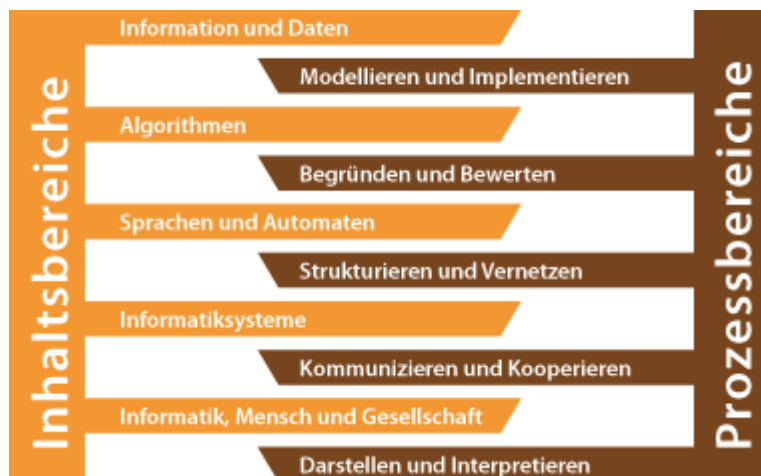 Inhaltsbereiche
Information und Daten
Modellieren und Implementieren
Algorithmen
Begründen und Bewerten
Sprachen und Automaten
Strukturieren und Vernetzen
Informatiksysteme
Kommunizieren und Kooperieren
Informatik, Mensch und Gesellschaft
Darstellen und Interpretieren
Prozessbereiche